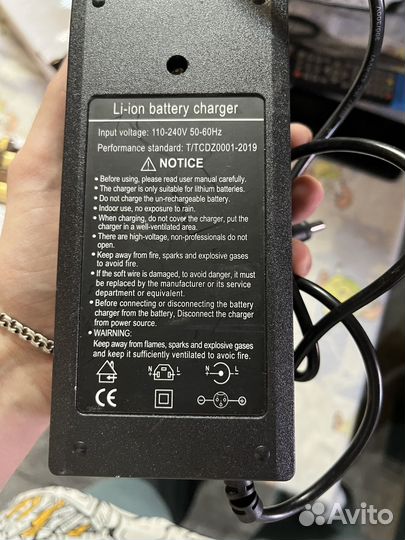 Li-ion battery charger
Input voltage: 110-240V 50-60Hz
Performance standard: T/TCDZ0001-2019
NOTICE
• Before using, please read user manual carefully.
• The charger is only suitable for lithium batteries.
• Do not charge the un-rechargeable battery.
• Indoor use, no exposure to rain.
• When charging, do not cover the charger, put the
charger in a well-ventilated area.
• There are high-voltage, non-professionals do not
open.
• Keep away from fire, sparks and explosive gases
to avoid fire.
• If the soft wire is damaged, to avoid danger, it must
be replaced by the manufacturer or its service
department or equivalent.
• Before connecting or disconnecting the battery
charger from the battery, Disconnect the charger
from power source.
• WARINING:
Keep away from flames, sparks and explosive gases
and keep it sufficiently ventilated to avoid fire.
N L N L
CE
Avito